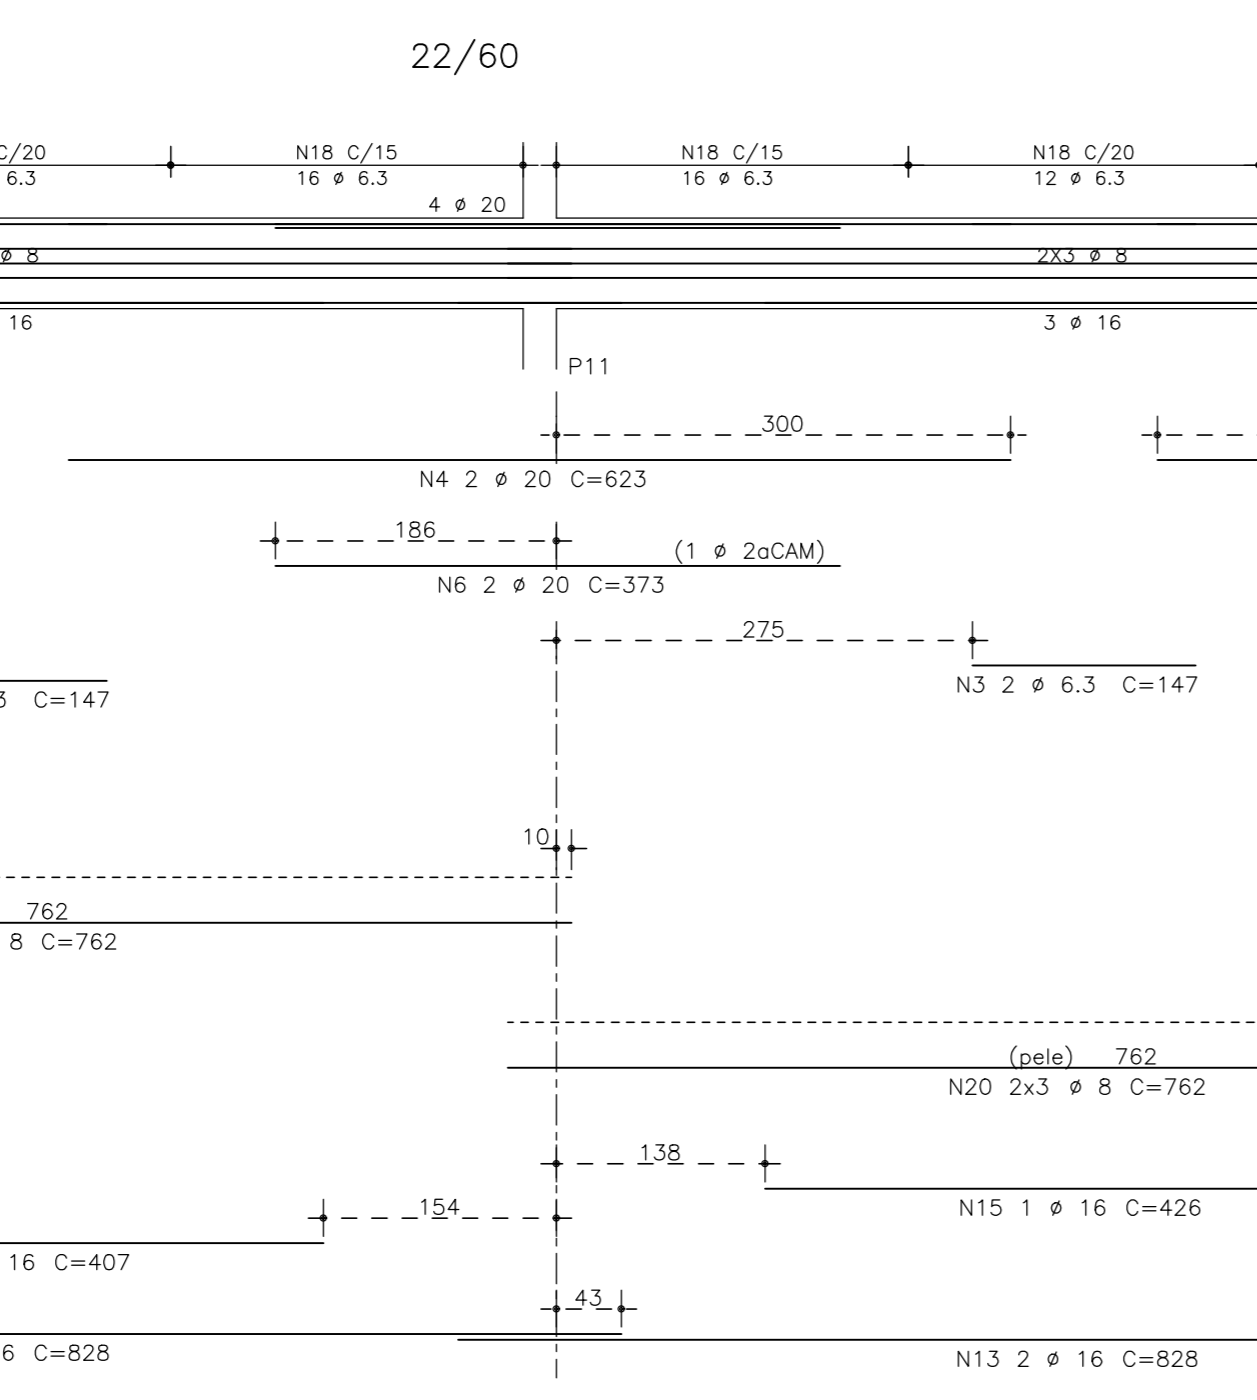 22/60
C/20 N18 C/15 N18 C/15 N18 C/20
6.3 16 ø 6.3 16 ø 6.3 12 ø 6.3
4 ø 20
ø 8 2X3 ø 8
16 3 ø 16
P11
300
N4 2 ø 20 C=623
186
(1 ø 2aCAM)
N6 2 ø 20 C=373
275
N3 2 ø 6.3 C=147
3 C=147
10
762
8 C=762
(pele) 762
N20 2x3 ø 8 C=762
138
N15 1 ø 16 C=426
154
16 C=407
43
6 C=828
N13 2 ø 16 C=828